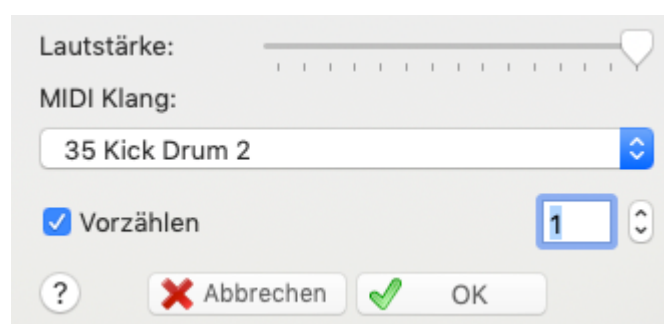 Lautstärke:
MIDI Klang:
35 Kick Drum 2
Vorzählen 1
? Abbrechen OK